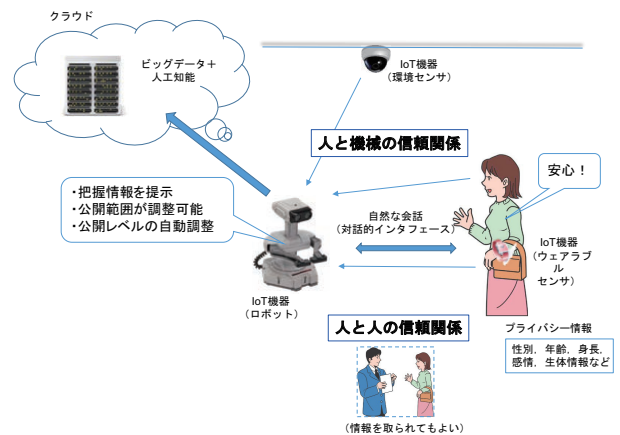 クラウド
ビッグデータ＋
人工知能
IoT機器
（環境センサ）
人と機械の信頼関係
安心！
・把握情報を提示
・公開範囲が調整可能
・公開レベルの自動調整
自然な会話
（対話的インタフェース）
IoT機器
（ウェアラブ
ル
センサ）
IoT機器
（ロボット）
人と人の信頼関係
プライバシー情報
性別，年齢，身長，
感情，生体情報など
（情報を取られてもよい）